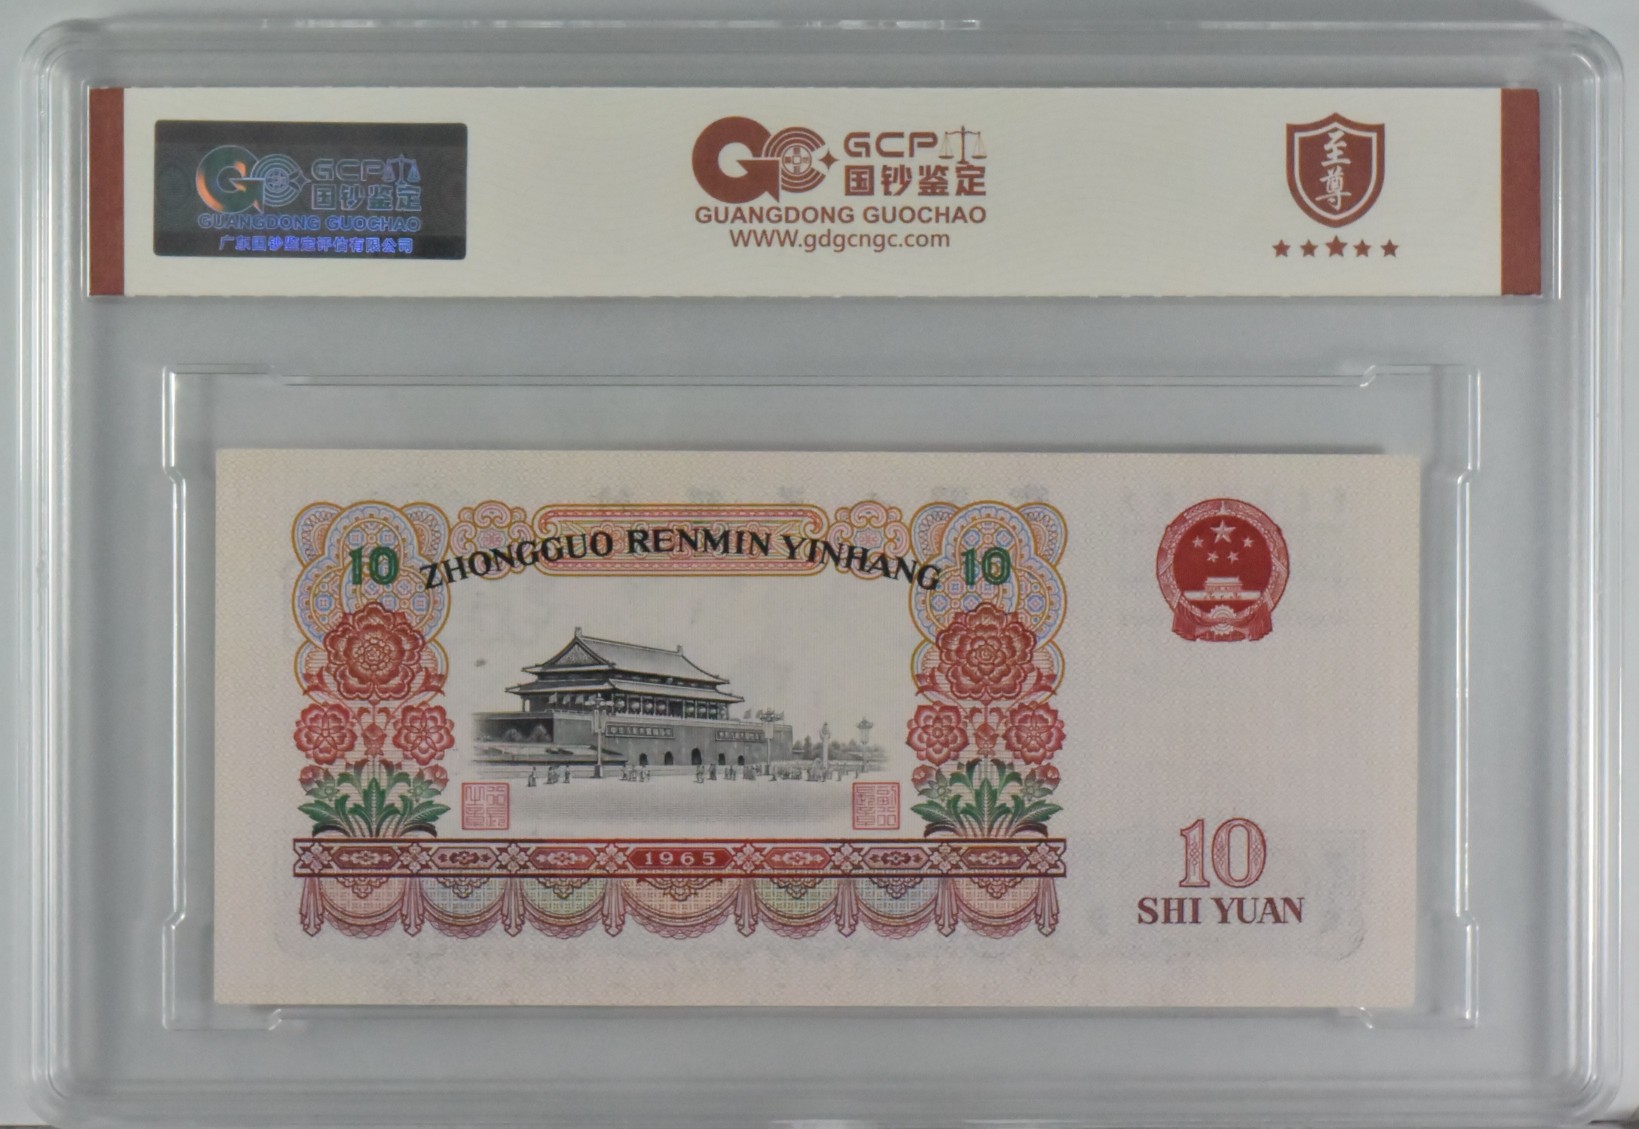 GCP
国钞鉴定
GUANGDONG GUOCHAO
广东国钞鉴定评估有限公司
GCP
国钞鉴定
GUANGDONG GUOCHAO
WWW.gdgcngc.com
至尊
10 ZHONGGUO RENMIN YINHANG 10
1965
10
SHI YUAN